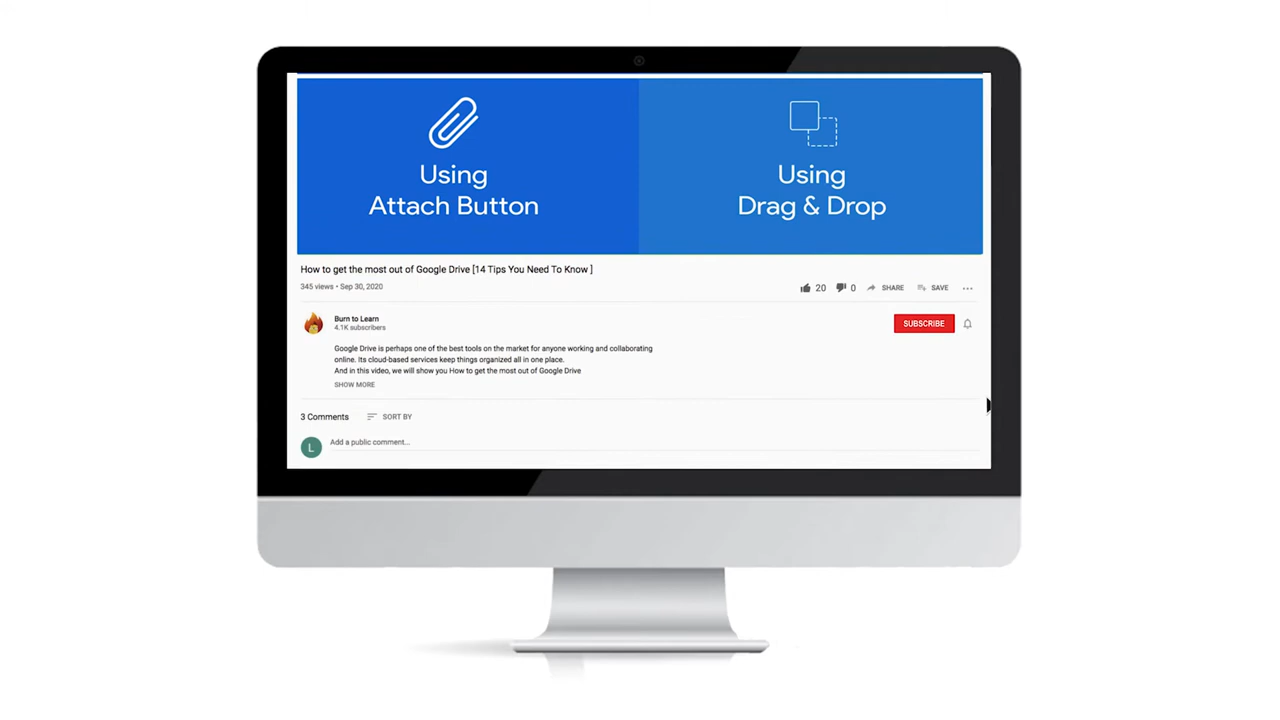 Using
Attach Button
Using
Drag & Drop
How to get the most out of Google Drive [14 Tips You Need To Know ]
345 views • Sep 30, 2020
20
0
SHARE
SAVE
Burn to Learn
4.1K subscribers
SUBSCRIBE
Google Drive is perhaps one of the best tools on the market for anyone working and collaborating
online. Its cloud-based services keep things organized all in one place.
And in this video, we will show you How to get the most out of Google Drive
SHOW MORE
3 Comments
SORT BY
L
Add a public comment...